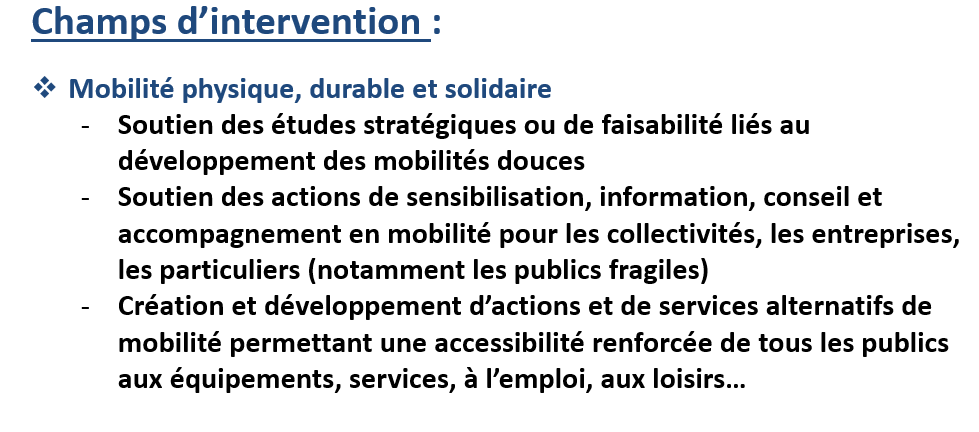 Champs d’intervention :
❖ Mobilité physique, durable et solidaire
- Soutien des études stratégiques ou de faisabilité liés au
développement des mobilités douces
- Soutien des actions de sensibilisation, information, conseil et
accompagnement en mobilité pour les collectivités, les entreprises,
les particuliers (notamment les publics fragiles)
- Création et développement d’actions et de services alternatifs de
mobilité permettant une accessibilité renforcée de tous les publics
aux équipements, services, à l’emploi, aux loisirs…